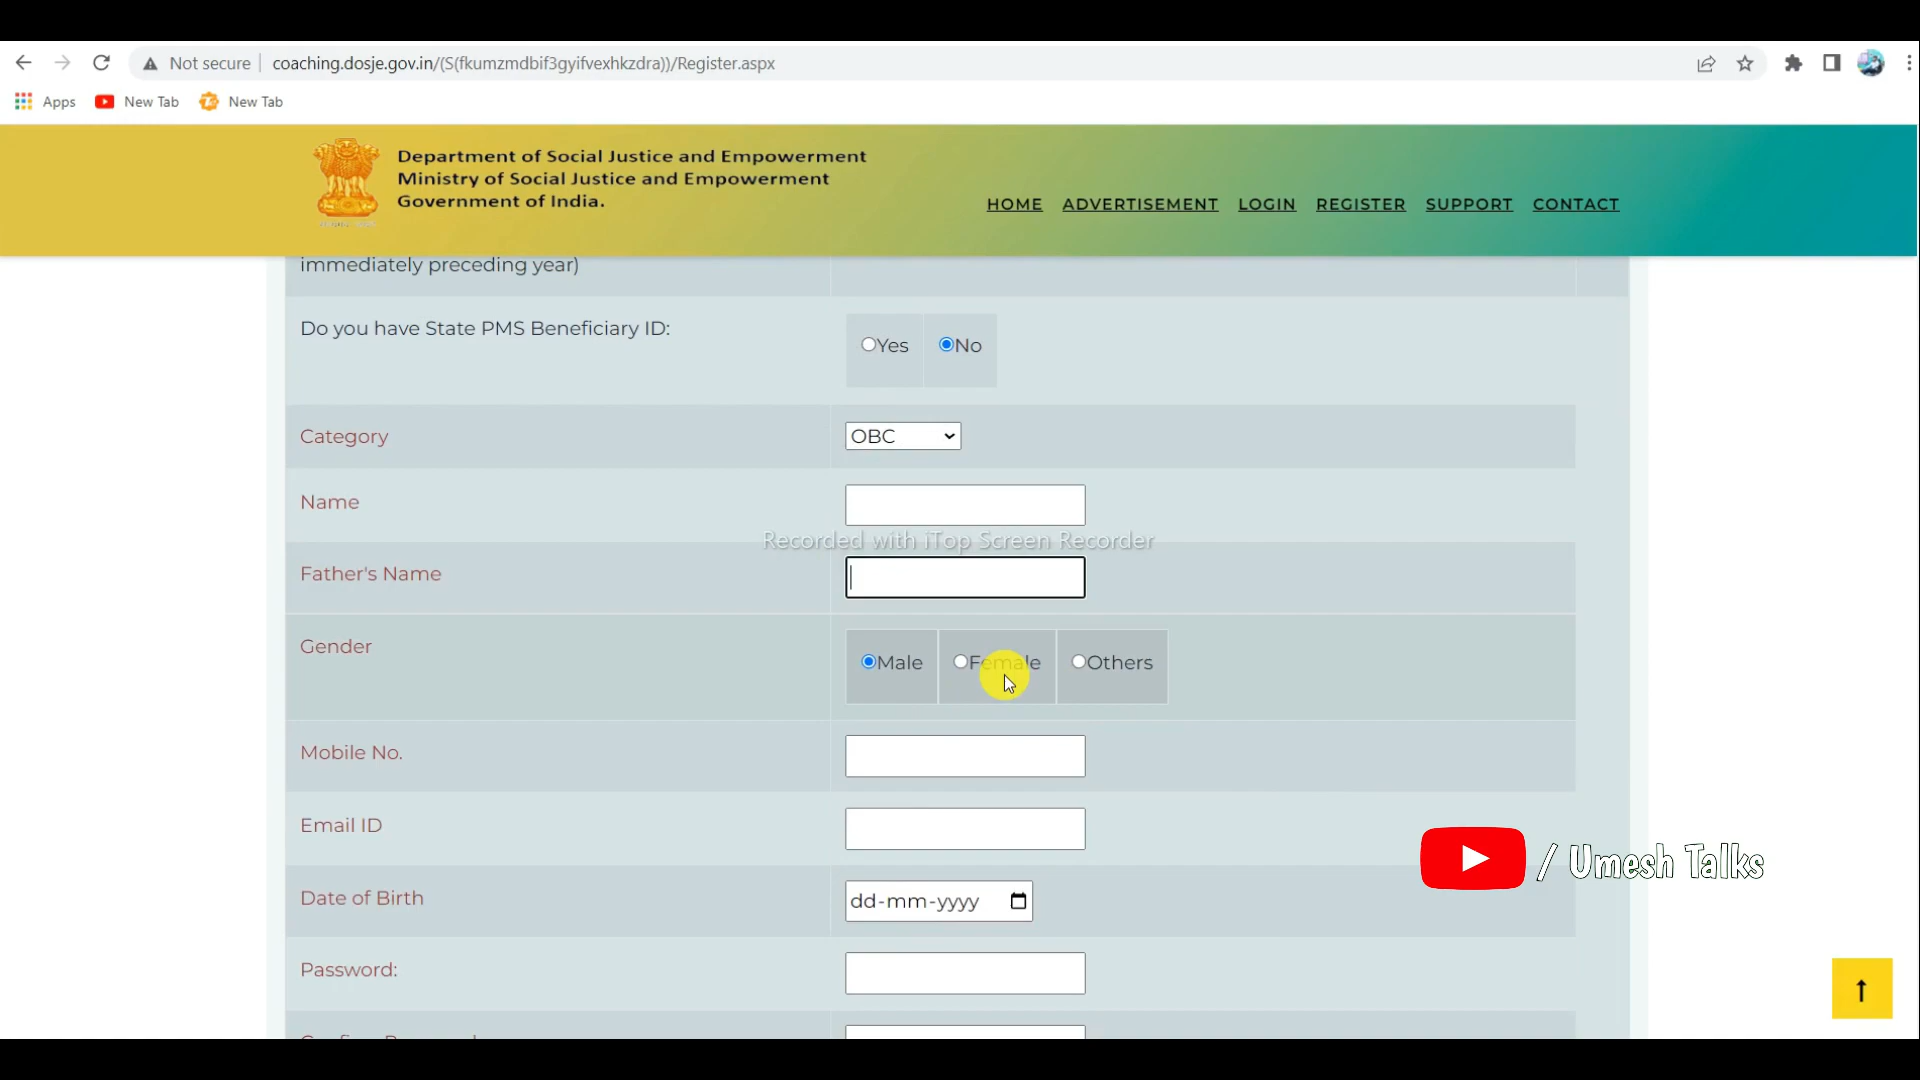 Not secure
coaching.dosje.gov.in/(S(fkumzmdbif3gyifvexhkzdra))/Register.aspx
Apps
New Tab
New Tab
Department of Social Justice and Empowerment
Ministry of Social Justice and Empowerment
Government of India.
HOME
ADVERTISEMENT
LOGIN
REGISTER
SUPPORT
CONTACT
immediately preceding year)
Do you have State PMS Beneficiary ID:
Yes
No
Category
OBC
Name
Recorded with iTop Screen Recorder
Father's Name
Gender
Male
Female
Others
Mobile No.
Email ID
Date of Birth
dd-mm-yyyy
Password:
/ Umesh Talks